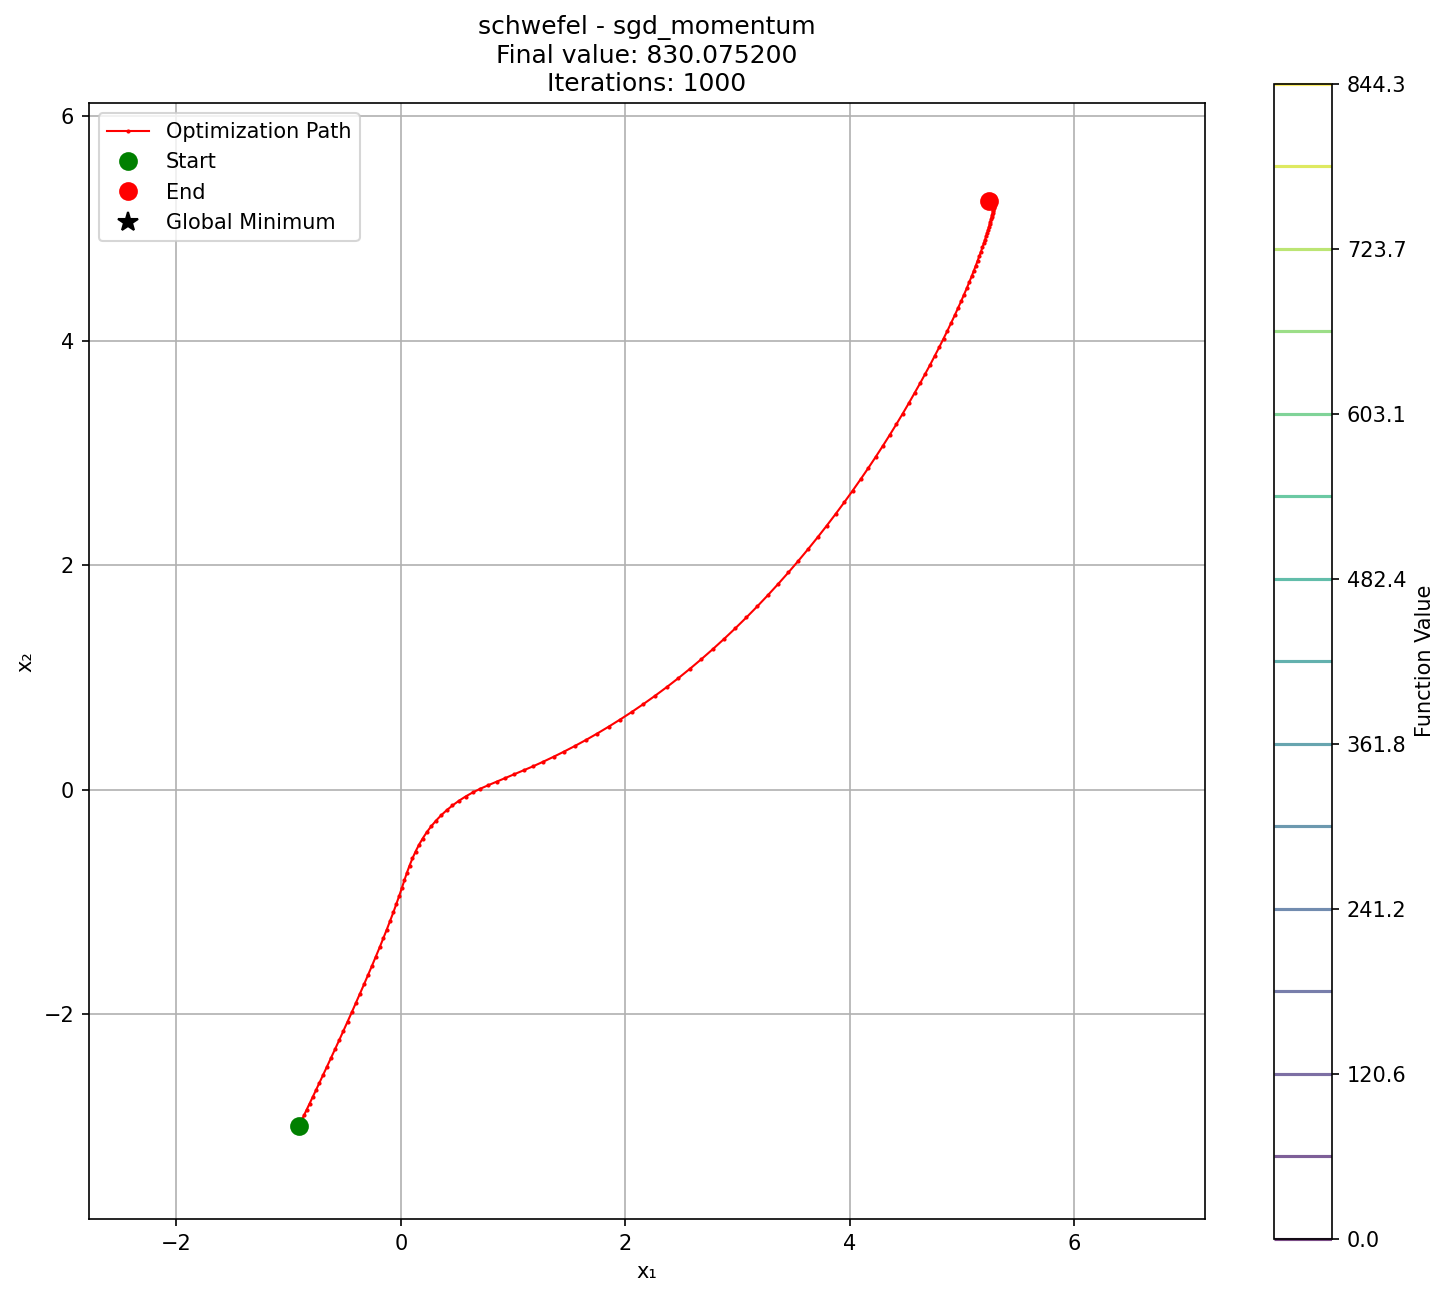 schwefel - sgd_momentum
Final value: 830.075200
Iterations: 1000
Optimization Path
Start
End
Global Minimum
6
4
2
0
−2
−2
0
2
4
6
x₁
x₂
844.3
723.7
603.1
482.4
361.8
241.2
120.6
0.0
Function Value